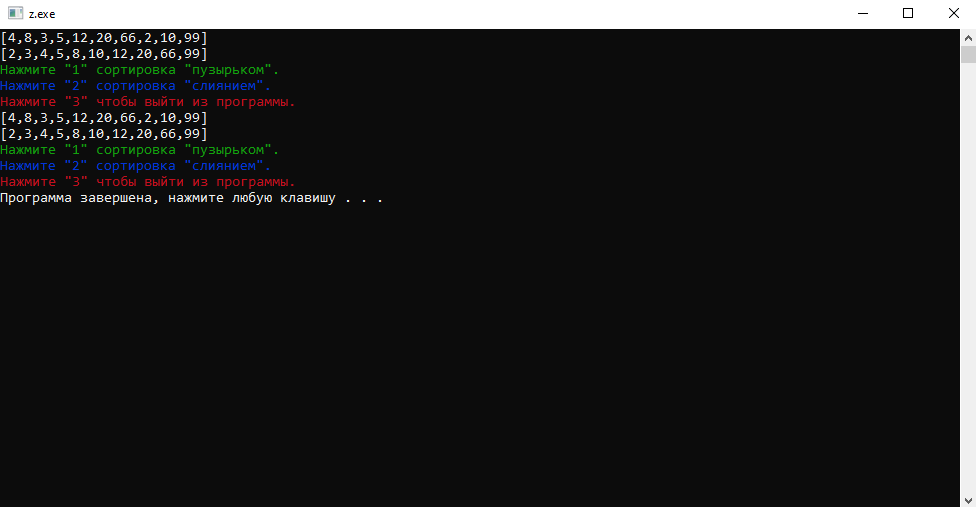 z.exe
[4,8,3,5,12,20,66,2,10,99]
[2,3,4,5,8,10,12,20,66,99]
Нажмите "1" сортировка "пузырьком".
Нажмите "2" сортировка "слиянием".
Нажмите "3" чтобы выйти из программы.
[4,8,3,5,12,20,66,2,10,99]
[2,3,4,5,8,10,12,20,66,99]
Нажмите "1" сортировка "пузырьком".
Нажмите "2" сортировка "слиянием".
Нажмите "3" чтобы выйти из программы.
Программа завершена, нажмите любую клавишу . . .